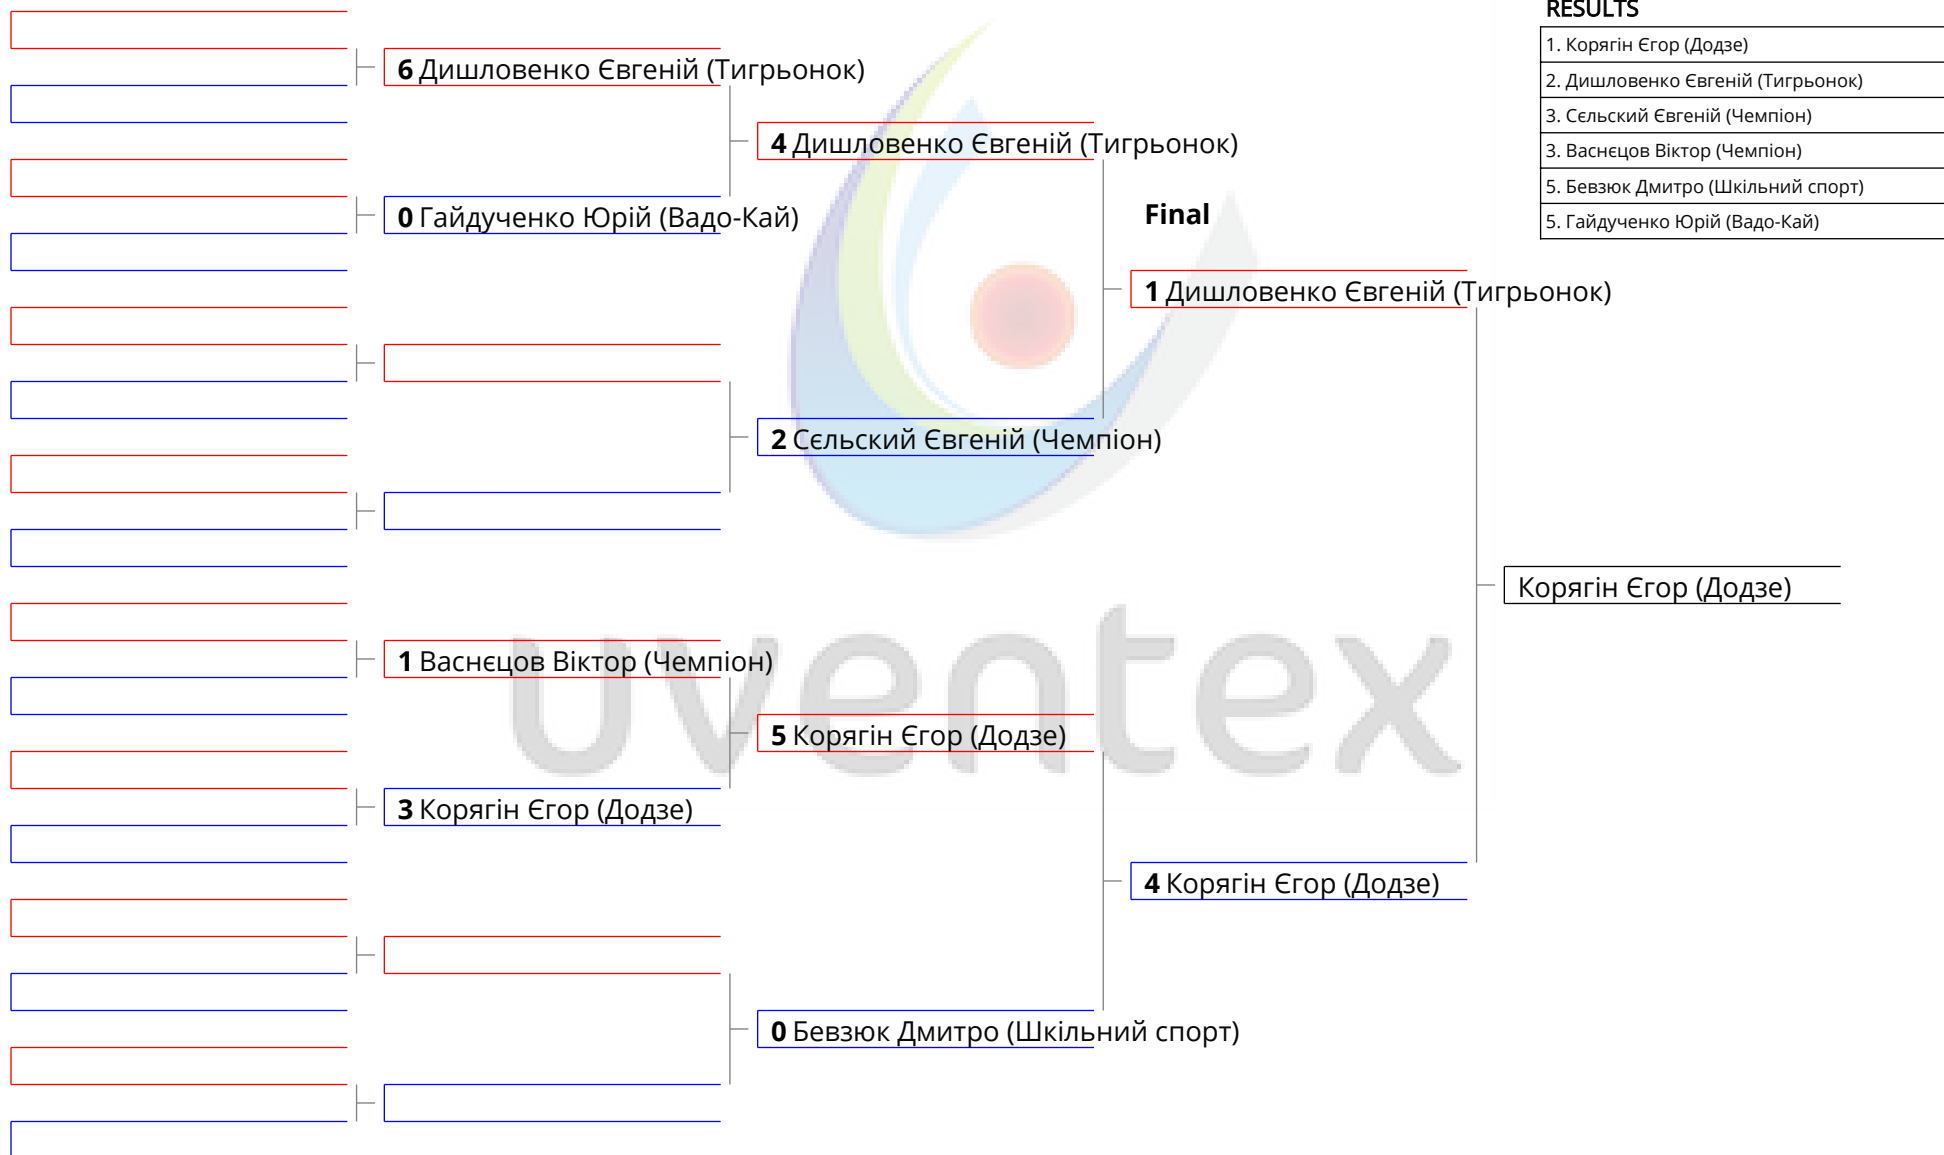 RESULTS
1. Корягін Єгор (Додзе)
2. Дишловенко Євгеній (Тигрьонок)
3. Сєльский Євгеній (Чемпіон)
3. Васнєцов Віктор (Чемпіон)
5. Бевзюк Дмитро (Шкільний спорт)
5. Гайдученко Юрій (Вадо-Кай)
6 Дишловенко Євгеній (Тигрьонок)
0 Гайдученко Юрій (Вадо-Кай)
1 Васнєцов Віктор (Чемпіон)
3 Корягін Єгор (Додзе)
4 Дишловенко Євгеній (Тигрьонок)
2 Сєльский Євгеній (Чемпіон)
5 Корягін Єгор (Додзе)
0 Бевзюк Дмитро (Шкільний спорт)
Final
1 Дишловенко Євгеній (Тигрьонок)
4 Корягін Єгор (Додзе)
Корягін Єгор (Додзе)
uventex